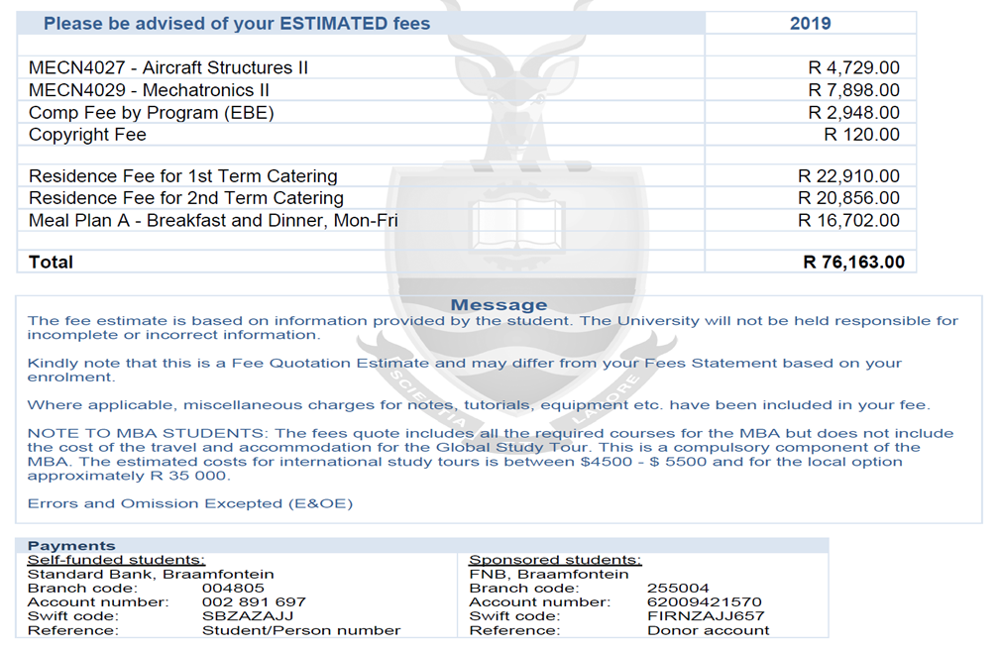 Please be advised of your ESTIMATED fees 2019
MECN4027 - Aircraft Structures II R 4,729.00
MECN4029 - Mechatronics II R 7,898.00
Comp Fee by Program (EBE) R 2,948.00
Copyright Fee R 120.00
Residence Fee for 1st Term Catering R 22,910.00
Residence Fee for 2nd Term Catering R 20,856.00
Meal Plan A - Breakfast and Dinner, Mon-Fri R 16,702.00
Total R 76,163.00
Message
The fee estimate is based on information provided by the student. The University will not be held responsible for
incomplete or incorrect information.
Kindly note that this is a Fee Quotation Estimate and may differ from your Fees Statement based on your
enrolment.
Where applicable, miscellaneous charges for notes, tutorials, equipment etc. have been included in your fee.
NOTE TO MBA STUDENTS: The fees quote includes all the required courses for the MBA but does not include
the cost of the travel and accommodation for the Global Study Tour. This is a compulsory component of the
MBA. The estimated costs for international study tours is between $4500 - $ 5500 and for the local option
approximately R 35 000.
Errors and Omission Excepted (E&OE)
SCIENTIA
Payments
Self-funded students: Sponsored students:
Standard Bank, Braamfontein FNB, Braamfontein
Branch code: 004805 Branch code: 255004
Account number: 002 891 697 Account number: 62009421570
Swift code: SBZAZAJJ Swift code: FIRNZAJJ657
Reference: Student/Person number Reference: Donor account